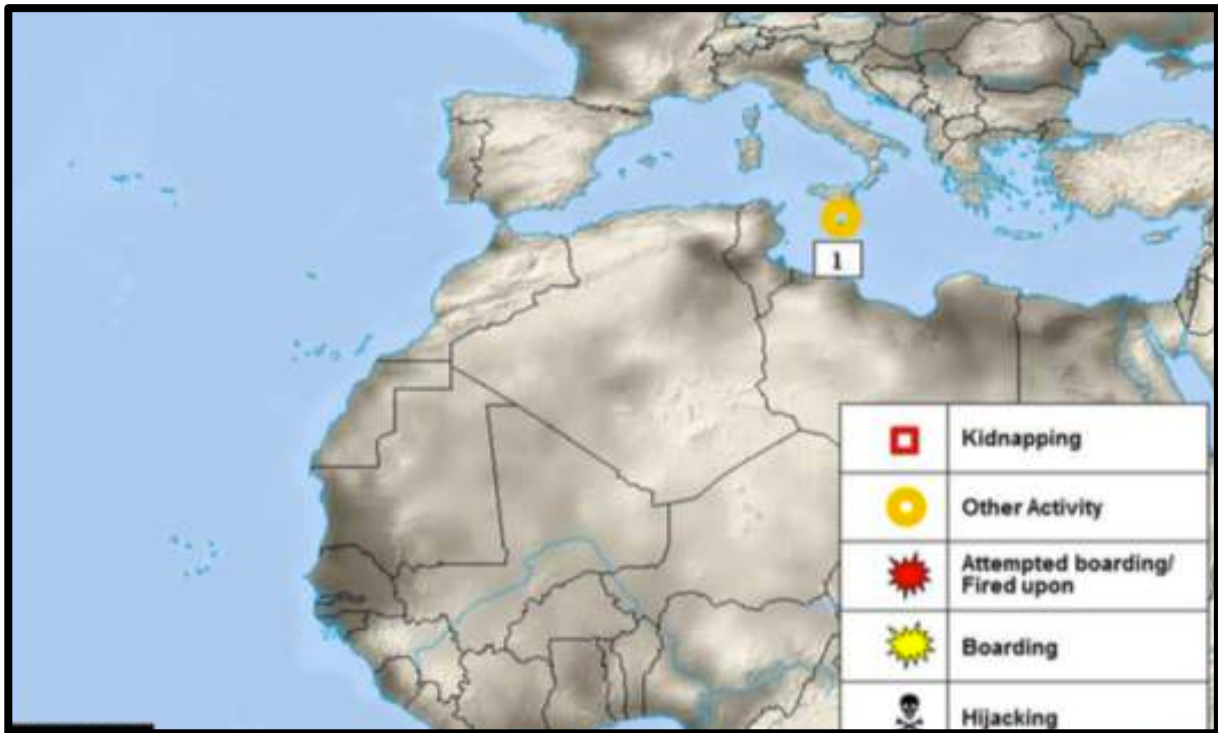 1
Kidnapping
Other Activity
Attempted boarding/
Fired upon
Boarding
Hijacking